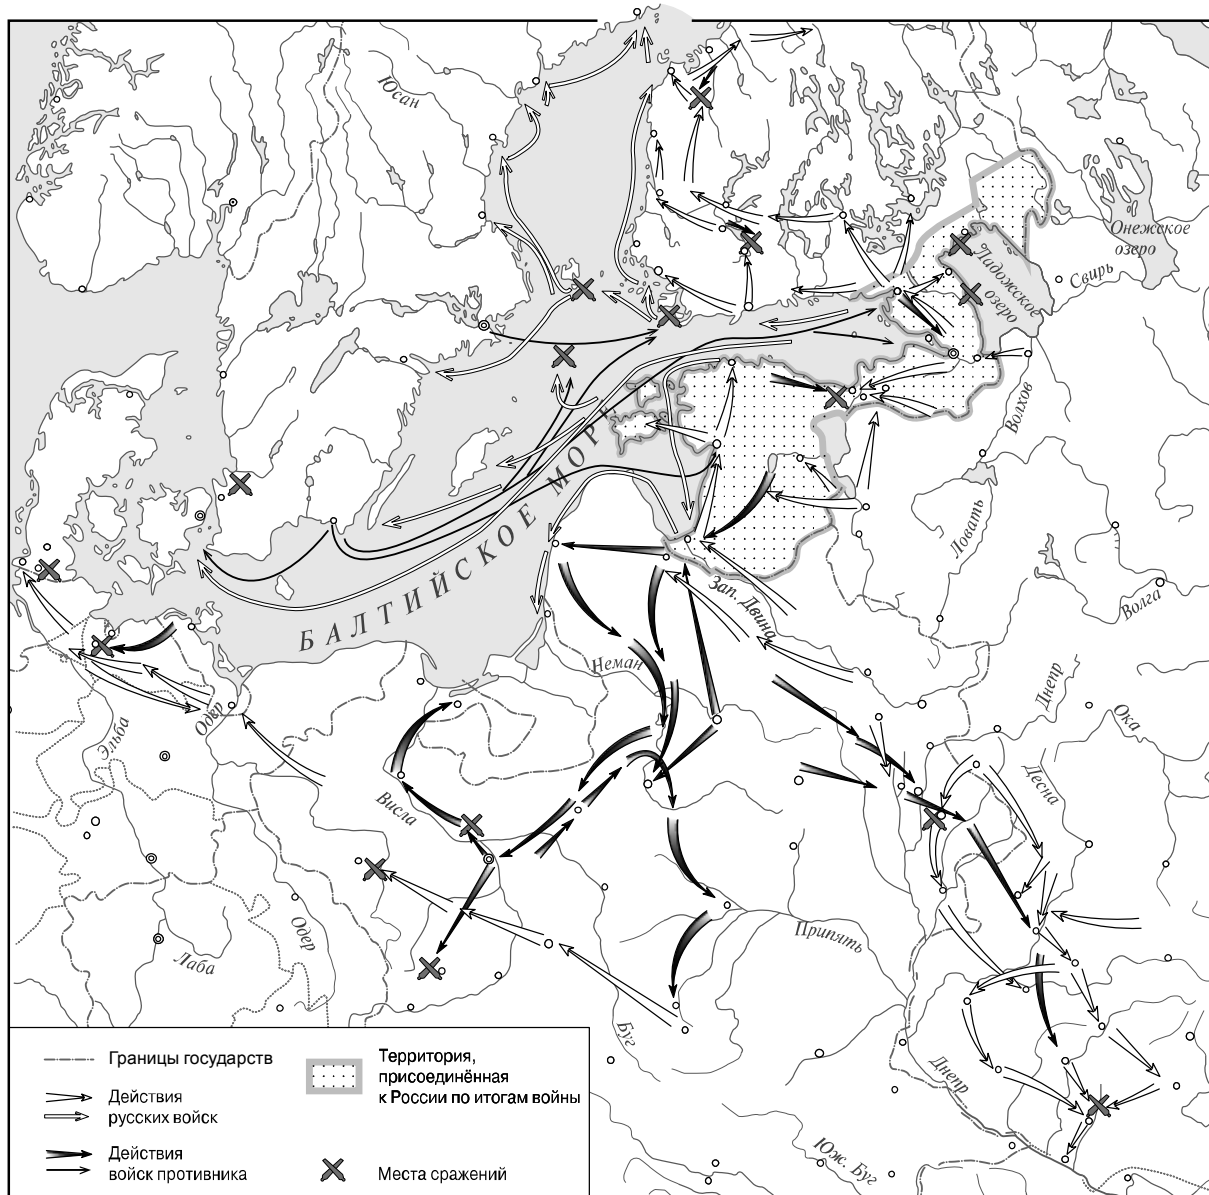 Юсан
Онежское
озеро
Свирь
Ладожское
озеро
Волхов
Ловать
БАЛТИЙСКОЕ МОРЕ
Зап. Двина
Волга
Неман
Днепр
Ока
Одер
Эльба
Десна
Висла
Одер
Лаба
Припять
Буг
Днепр
Юж. Буг
Границы государств
Действия
русских войск
Действия
войск противника
Территория,
присоединённая
к России по итогам войны
Места сражений